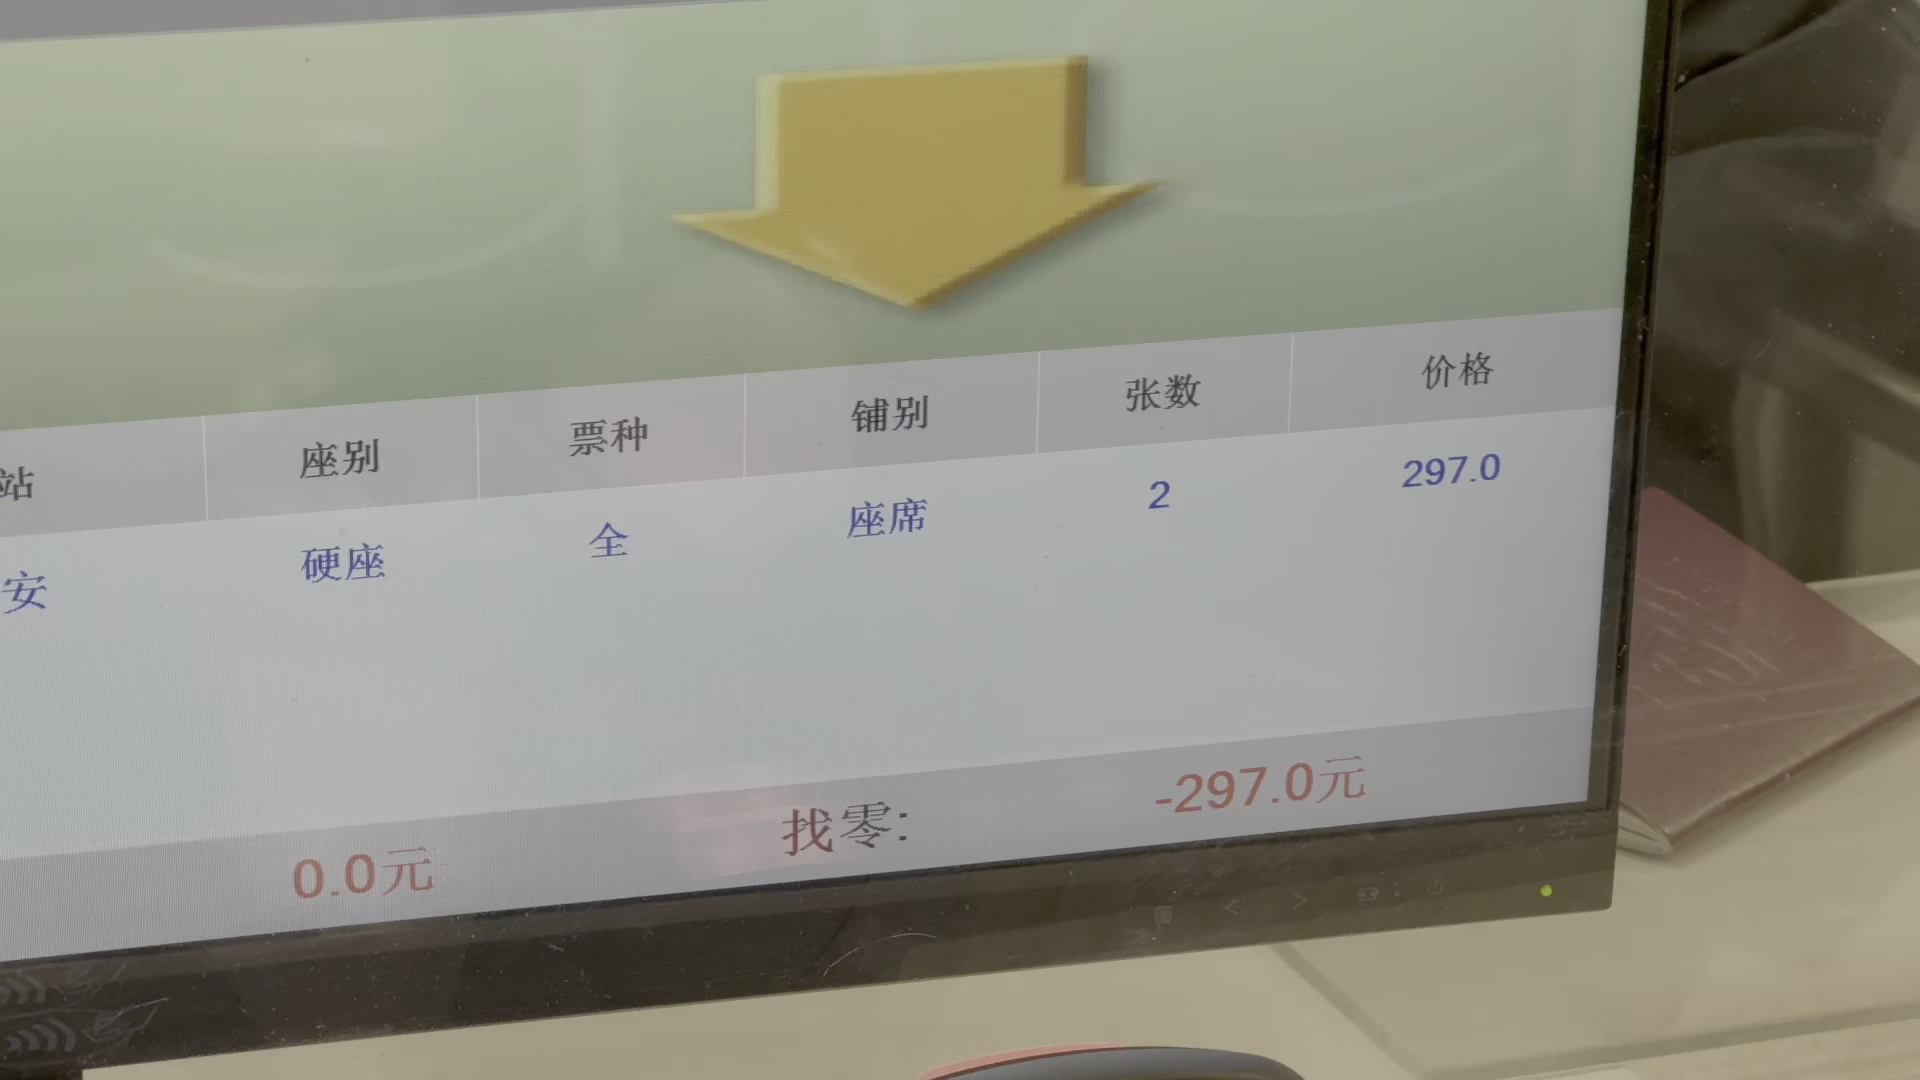 站 座别 票种 铺别 张数 价格
安 硬座 全 座席 2 297.0
0.0元 找零: -297.0元